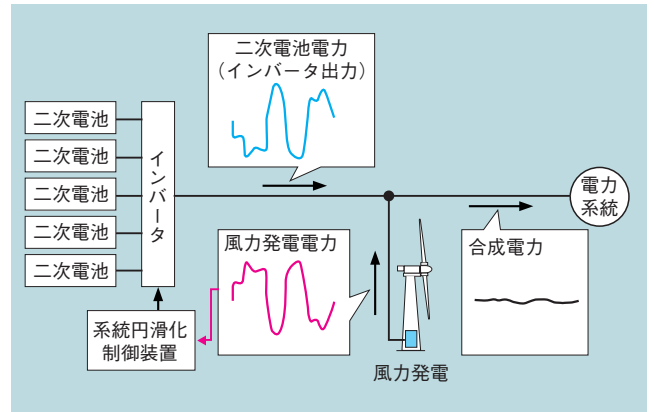 二次電池電力
（インバータ出力）
二次電池
二次電池
二次電池
二次電池
二次電池
インバータ
電力
系統
風力発電電力
合成電力
系統円滑化
制御装置
風力発電